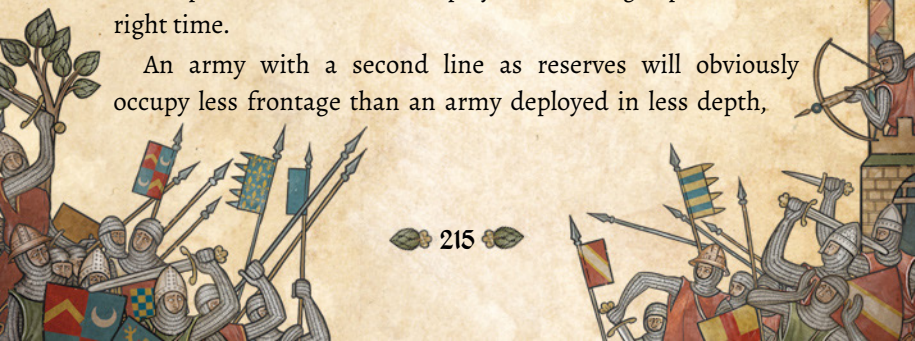 right time.
An army with a second line as reserves will obviously
occupy less frontage than an army deployed in less depth,
215